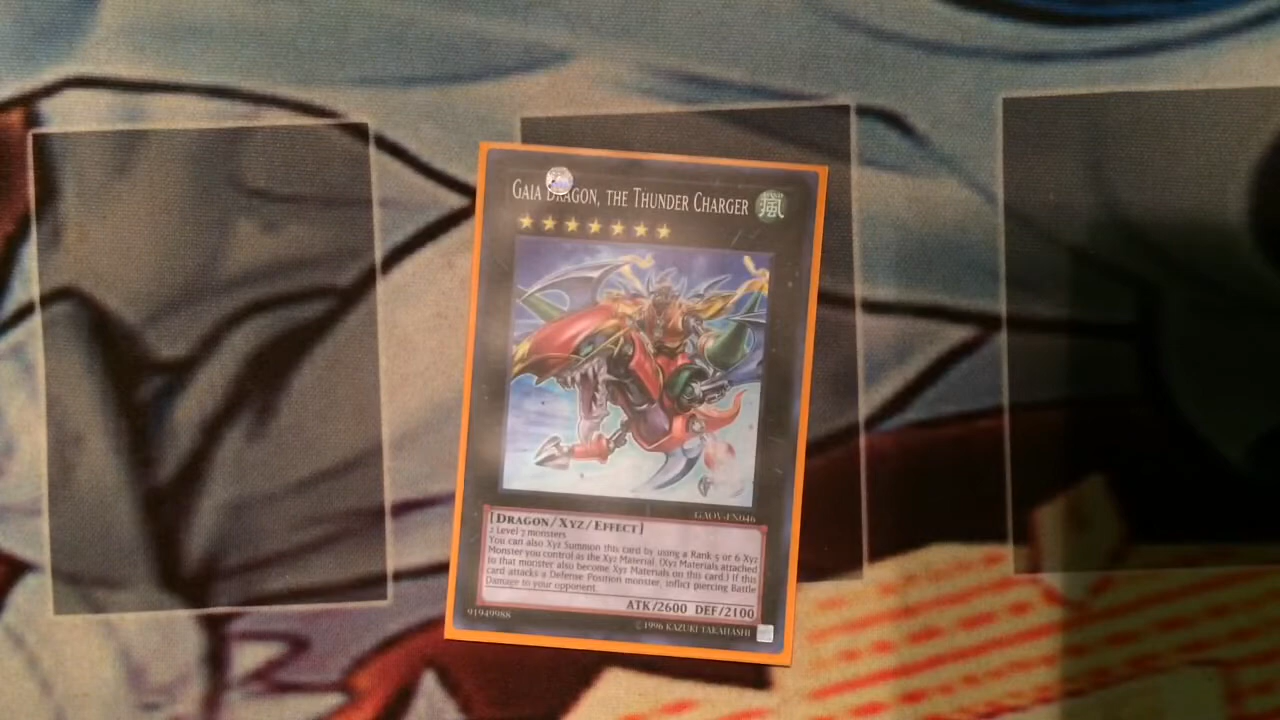 GAIA DRAGON, THE THUNDER CHARGER
風
GAOV-EN046
[DRAGON/XYZ/EFFECT]
2 Level 7 monsters
You can also Xyz Summon this card by using a Rank 5 or 6 Xyz
Monster you control as the Xyz Material. (Xyz Materials attached
to that monster also become Xyz Materials on this card.) If this
card attacks a Defense Position monster, inflict piercing Battle
Damage to your opponent.
ATK/2600 DEF/2100
91949988
©1996 KAZUKI TAKAHASHI